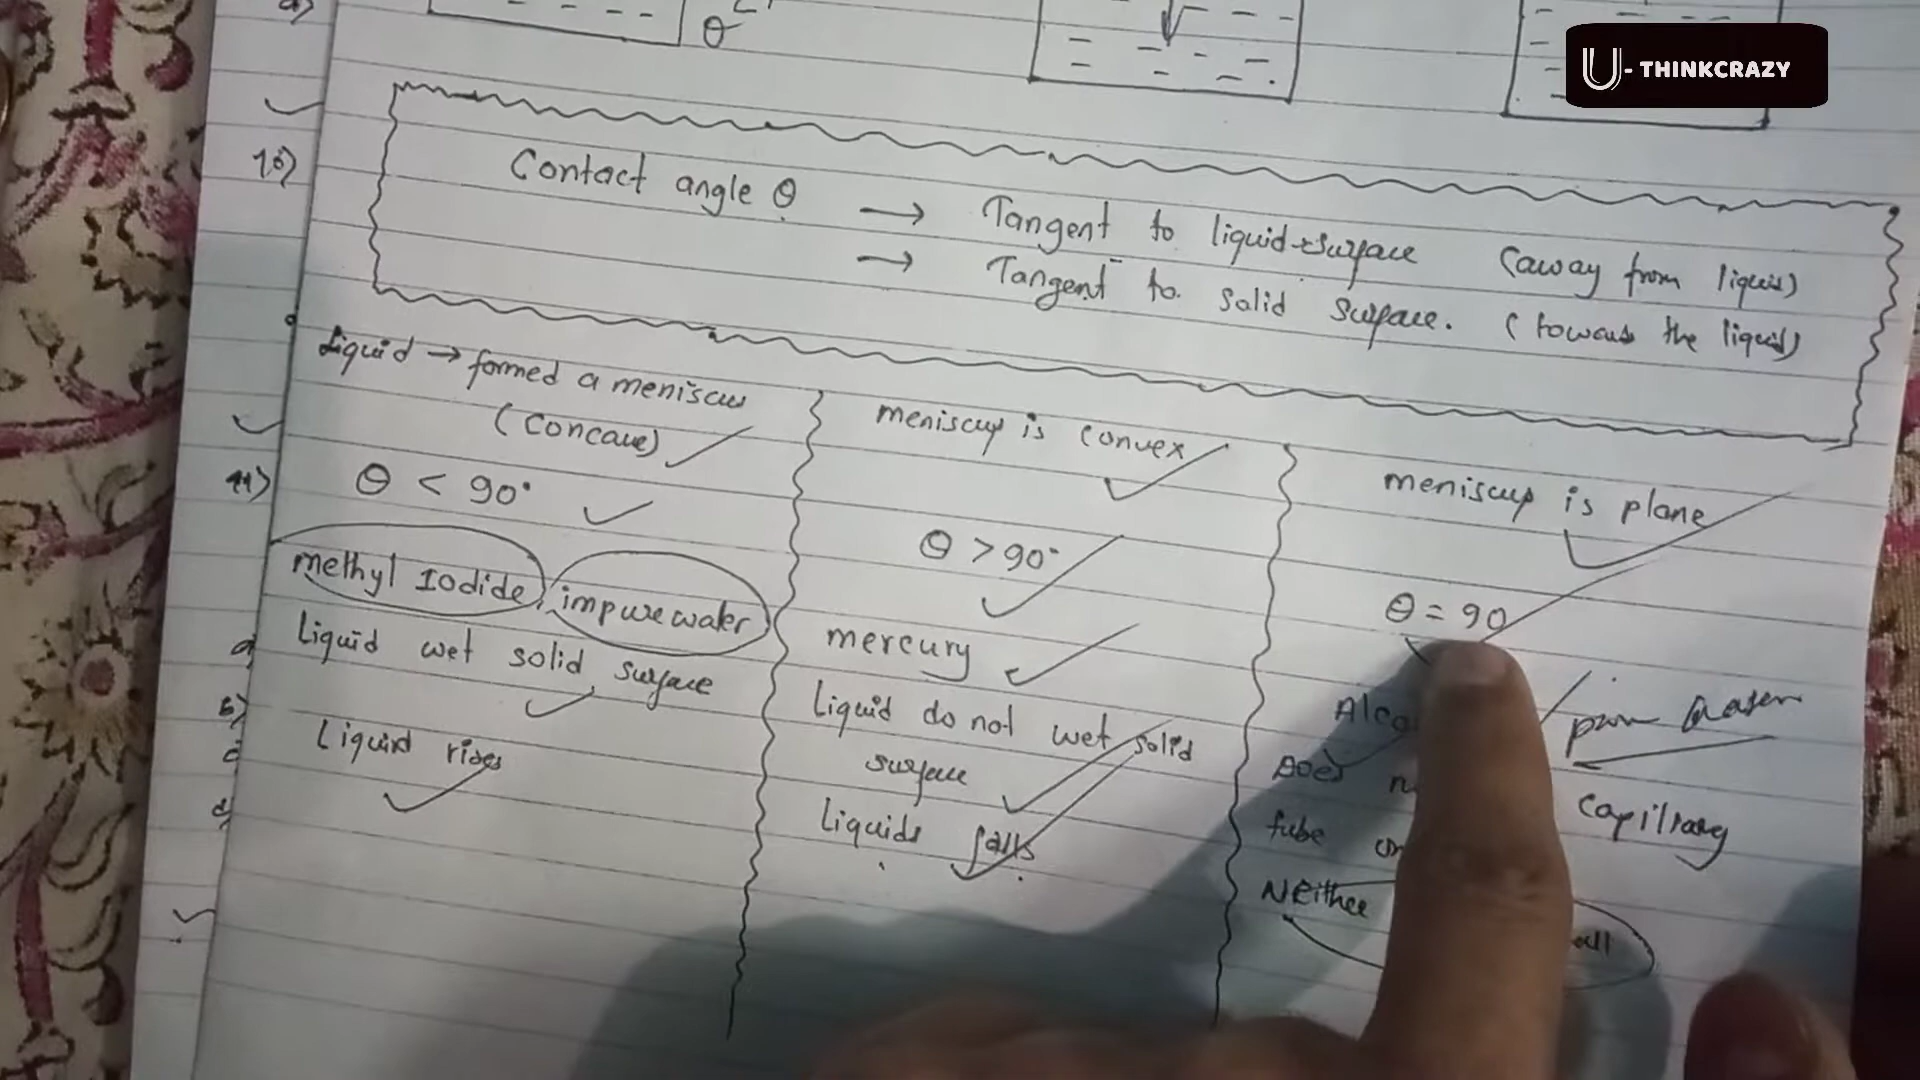 θ
U - THINKCRAZY
10)
Contact angle θ → Tangent to liquid surface (away from liquid)
→ Tangent to solid surface. (towards the liquid)
Liquid → formed a meniscus
(Concave)
11)
θ < 90°
methyl Iodide, impure water
Liquid wet solid surface
Liquid rises
meniscus is convex
θ > 90°
mercury
Liquid do not wet solid
surface
Liquids falls
meniscus is plane
θ = 90
Does
Capillary
tube
Neither